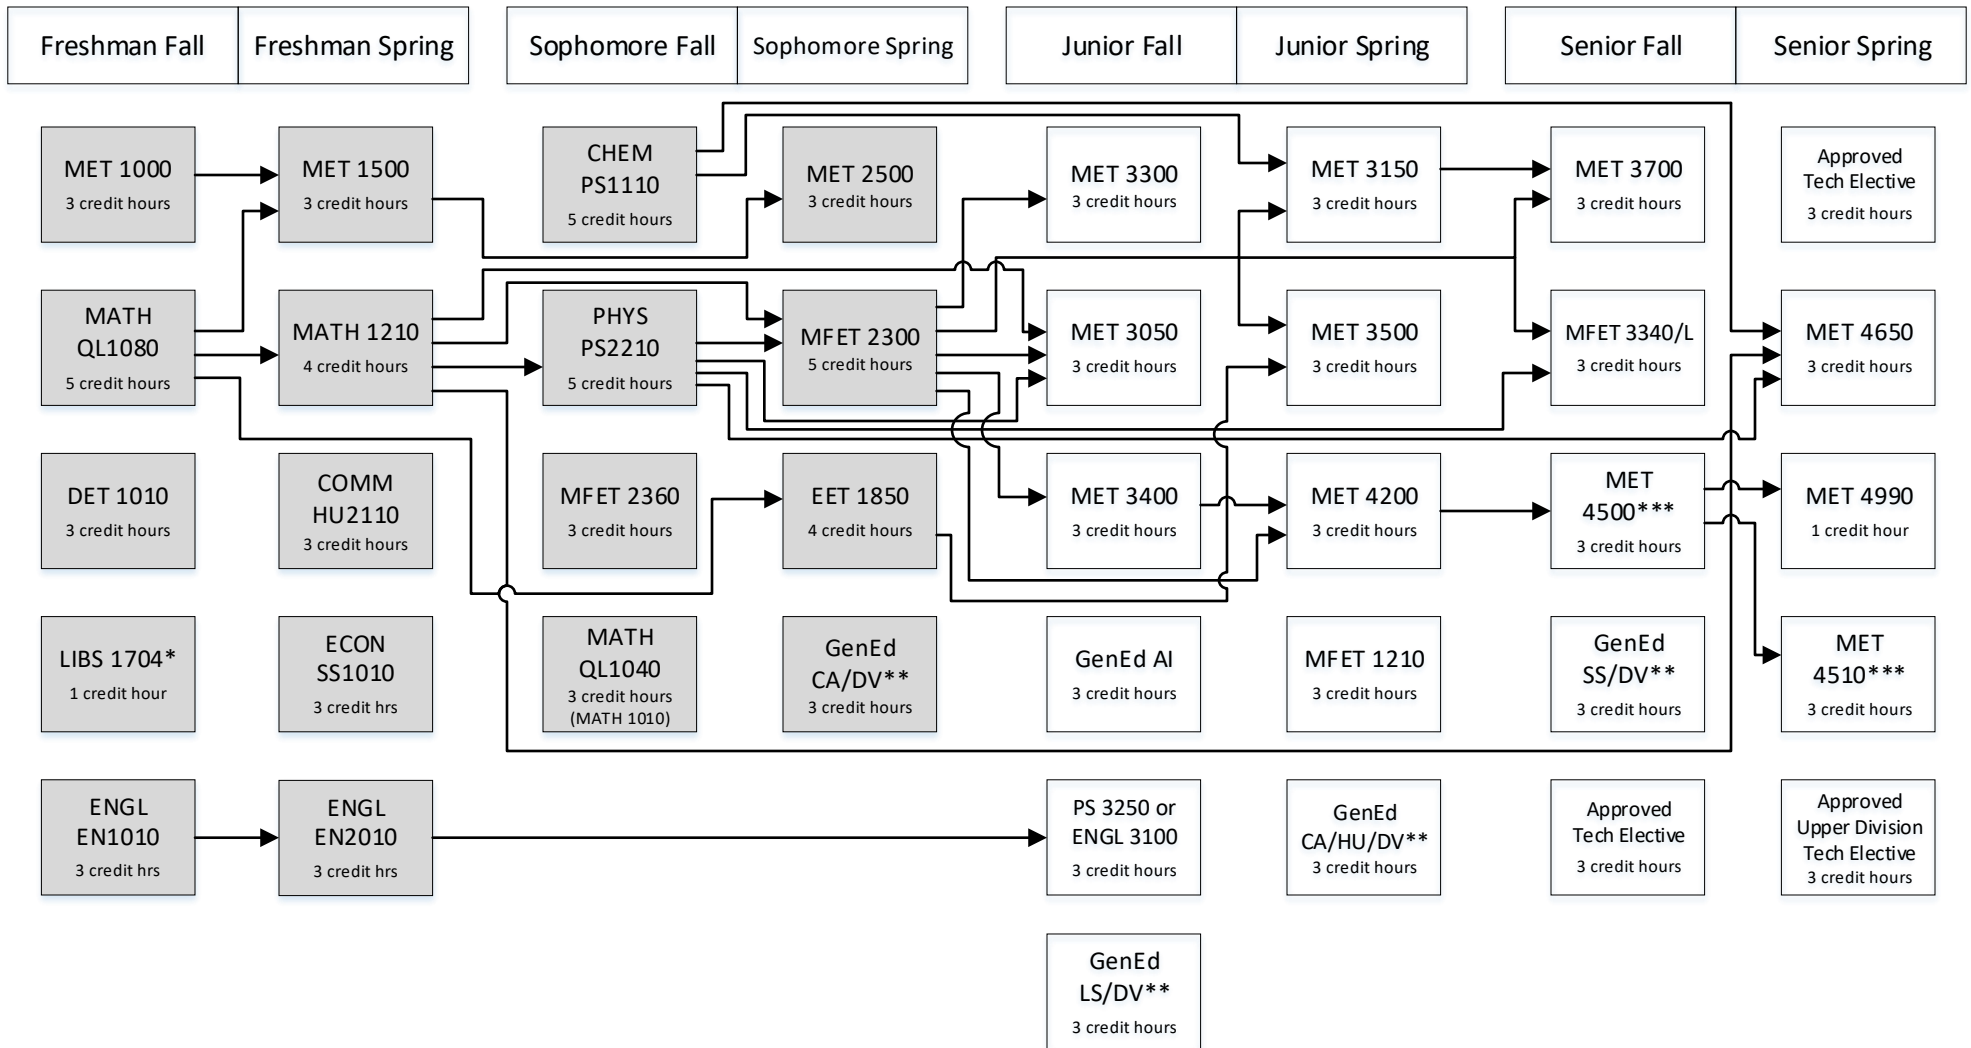 Freshman Fall
Freshman Spring
Sophomore Fall
Sophomore Spring
Junior Fall
Junior Spring
Senior Fall
Senior Spring
MET 1000
3 credit hours
MET 1500
3 credit hours
CHEM
PS1110
5 credit hours
MET 2500
3 credit hours
MET 3300
3 credit hours
MET 3150
3 credit hours
MET 3700
3 credit hours
Approved
Tech Elective
3 credit hours
MATH
QL1080
5 credit hours
MATH 1210
4 credit hours
PHYS
PS2210
5 credit hours
MFET 2300
5 credit hours
MET 3050
3 credit hours
MET 3500
3 credit hours
MFET 3340/L
3 credit hours
MET 4650
3 credit hours
DET 1010
3 credit hours
COMM
HU2110
3 credit hours
MFET 2360
3 credit hours
EET 1850
4 credit hours
MET 3400
3 credit hours
MET 4200
3 credit hours
MET
4500***
3 credit hours
MET 4990
1 credit hour
LIBS 1704*
1 credit hour
ECON
SS1010
3 credit hrs
MATH
QL1040
3 credit hours
(MATH 1010)
GenEd
CA/DV**
3 credit hours
GenEd AI
3 credit hours
MFET 1210
3 credit hours
GenEd
SS/DV**
3 credit hours
MET
4510***
3 credit hours
ENGL
EN1010
3 credit hrs
ENGL
EN2010
3 credit hrs
PS 3250 or
ENGL 3100
3 credit hours
GenEd
CA/HU/DV**
3 credit hours
Approved
Tech Elective
3 credit hours
Approved
Upper Division
Tech Elective
3 credit hours
GenEd
LS/DV**
3 credit hours